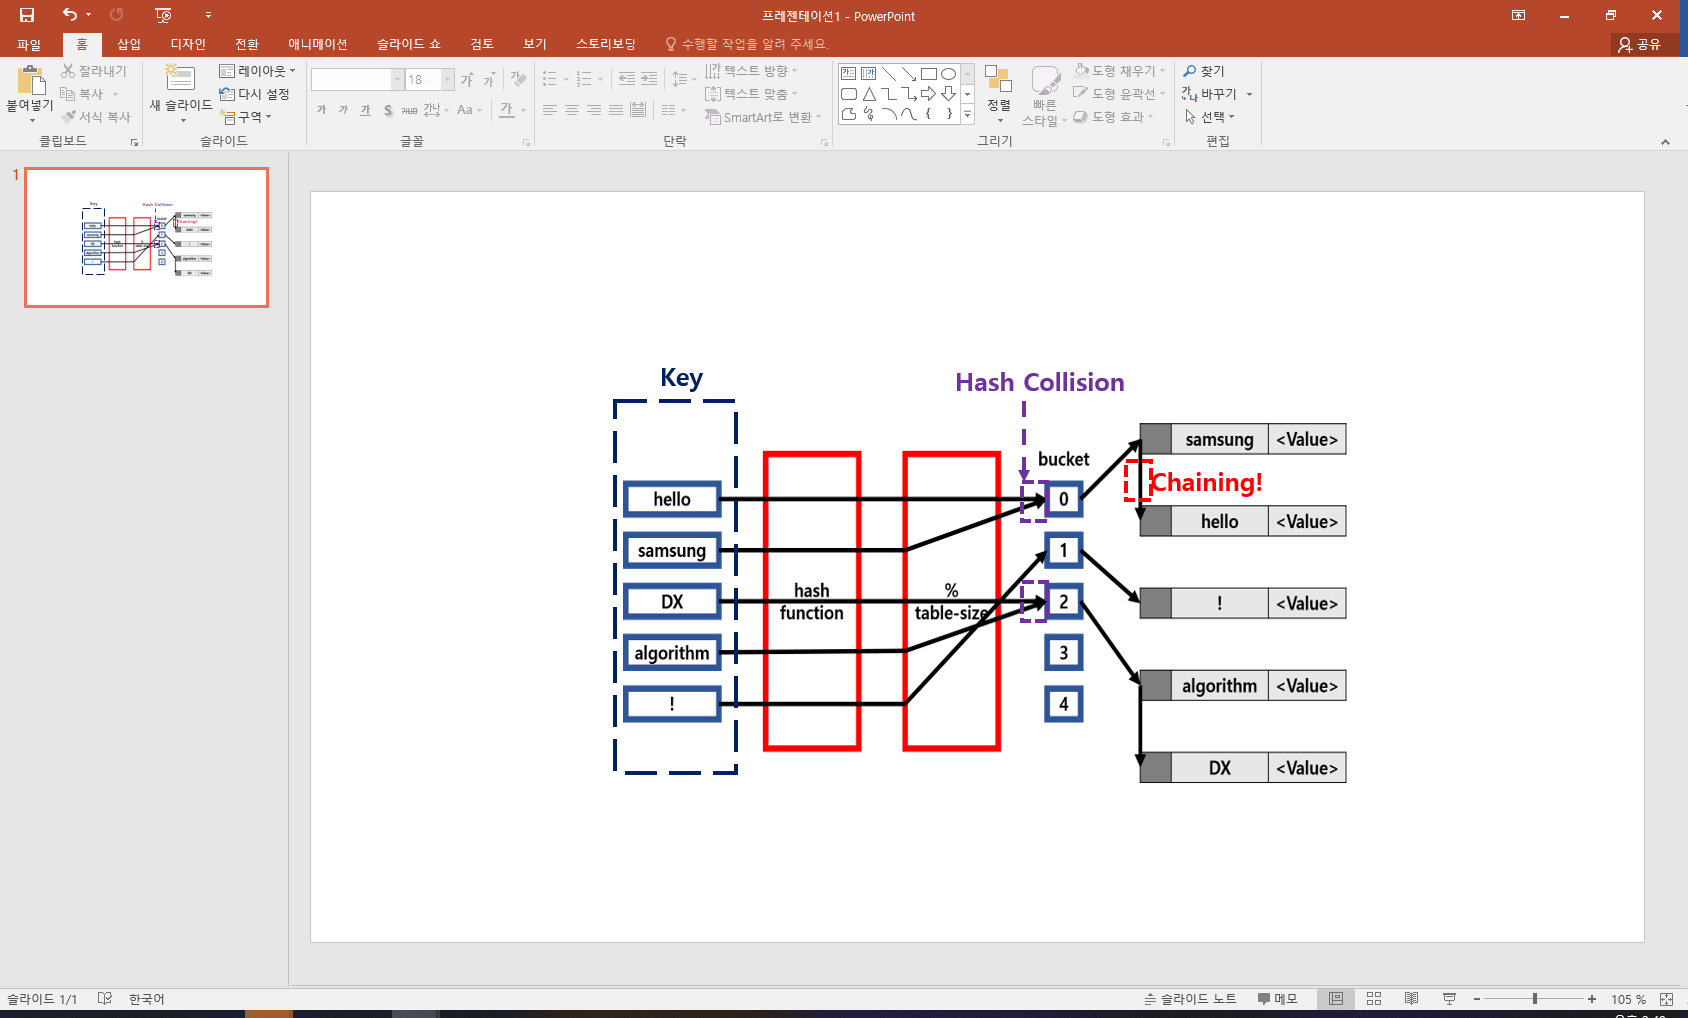 프레젠테이션1 - PowerPoint
파일 홈 삽입 디자인 전환 애니메이션 슬라이드 쇼 검토 보기 스토리보딩 수행할 작업을 알려 주세요. 공유
붙여넣기
잘라내기
복사
서식 복사
클립보드
새 슬라이드
레이아웃
다시 설정
구역
슬라이드
18
가 가 가 S 간 Aa 가
글꼴
텍스트 방향
텍스트 맞춤
SmartArt로 변환
단락
정렬
빠른
스타일
도형 채우기
도형 윤곽선
도형 효과
그리기
찾기
바꾸기
선택
편집
1
Key
Hash Collision
bucket
hello
samsung
DX
algorithm
!
hash
function
%
table-size
0
1
2
3
4
samsung <Value>
Chaining!
hello <Value>
! <Value>
algorithm <Value>
DX <Value>
슬라이드 1/1 한국어 슬라이드 노트 메모 105 %